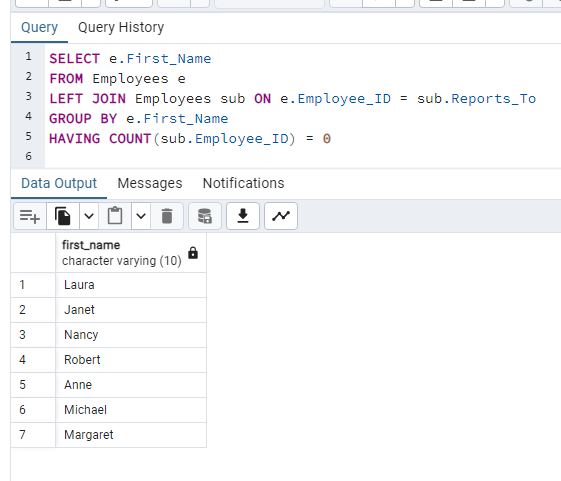 Query Query History
1 SELECT e.First_Name
2 FROM Employees e
3 LEFT JOIN Employees sub ON e.Employee_ID = sub.Reports_To
4 GROUP BY e.First_Name
5 HAVING COUNT(sub.Employee_ID) = 0
6
Data Output Messages Notifications
first_name
character varying (10)
1 Laura
2 Janet
3 Nancy
4 Robert
5 Anne
6 Michael
7 Margaret